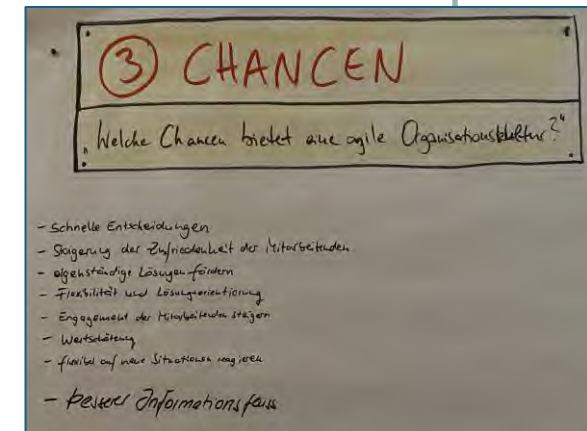 ③ CHANCEN
„Welche Chancen bietet eine agile Organisationskultur?"
- Schnelle Entscheidungen
- Steigerung der Zufriedenheit der Mitarbeitenden
- eigenständige Lösungen fördern
- Flexibilität und Lösungsorientierung
- Engagement der Mitarbeitenden steigern
- Wertschätzung
- flexibel auf neue Situationen reagieren
- besserer Informationsfluss